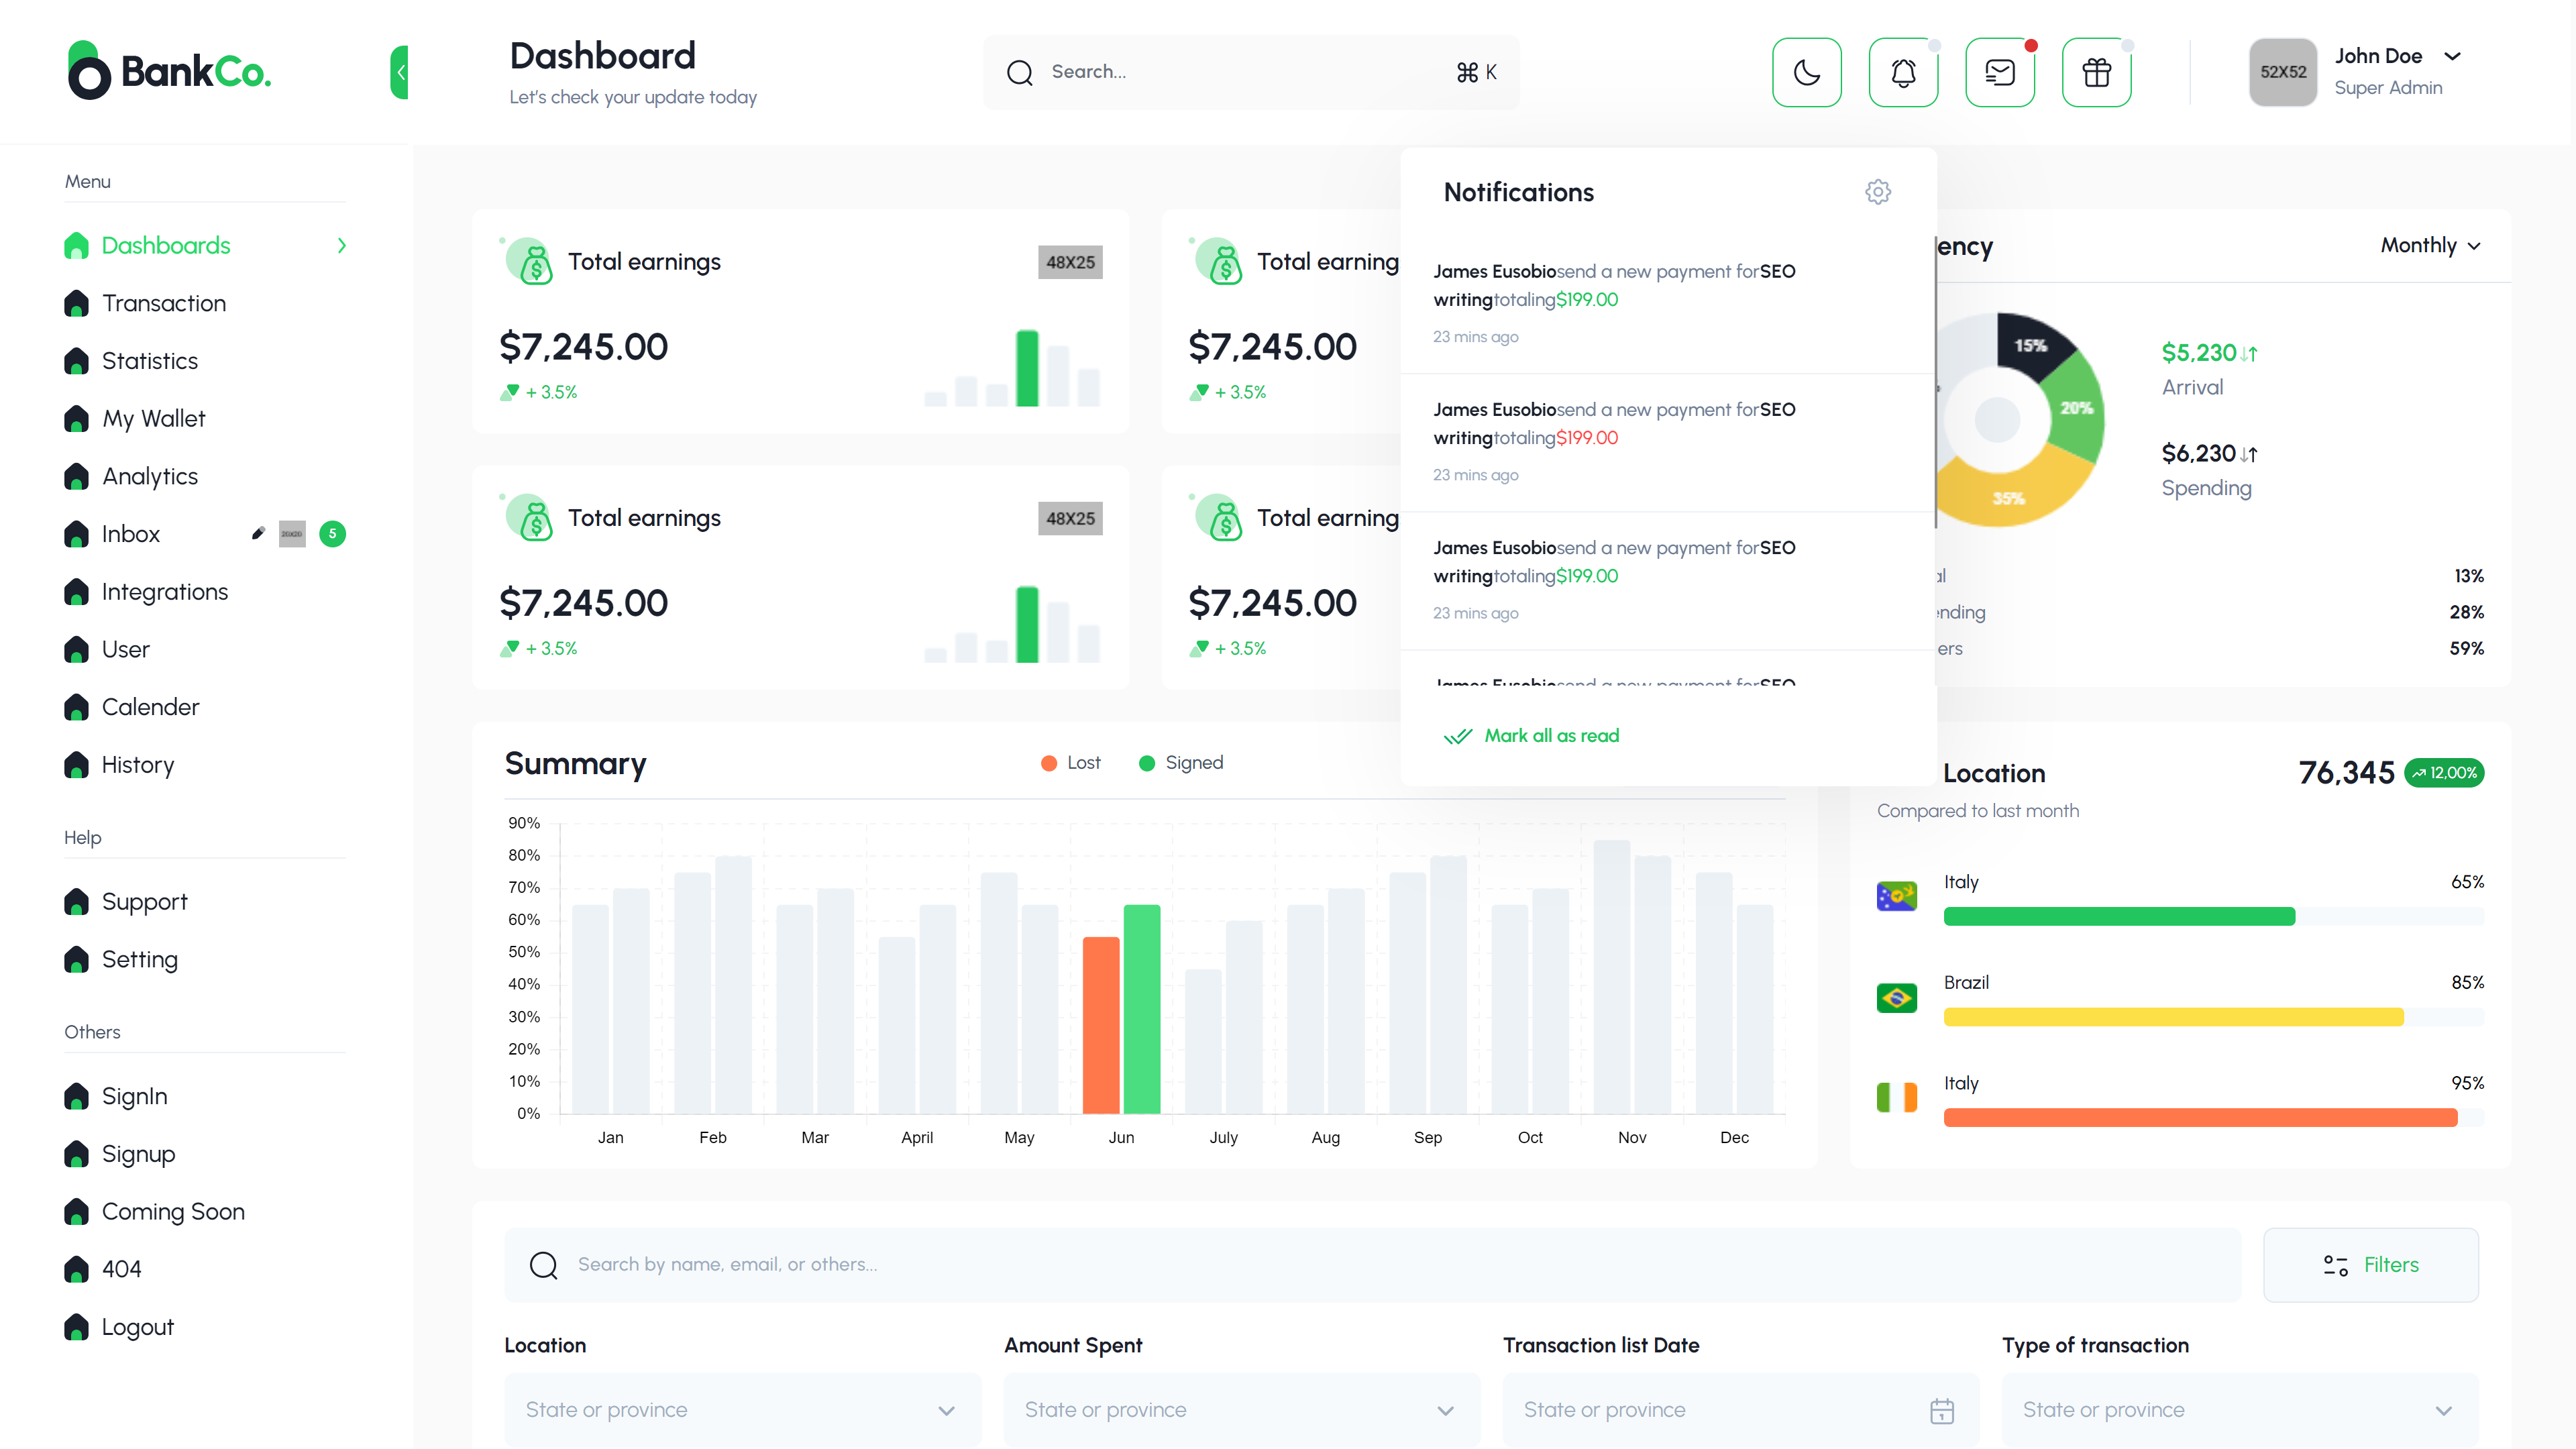 BankCo.
Dashboard
Let's check your update today
Search...
⌘ K
52X52
John Doe
Super Admin
Menu
Dashboards
Transaction
Statistics
My Wallet
Analytics
Inbox
20X20
5
Integrations
User
Calender
History
Help
Support
Setting
Others
SignIn
Signup
Coming Soon
404
Logout
Total earnings
48X25
$7,245.00
+ 3.5%
Total earning
$7,245.00
+ 3.5%
Total earnings
48X25
$7,245.00
+ 3.5%
Total earning
$7,245.00
+ 3.5%
Notifications
James Eusobiosend a new payment forSEO
writingtotaling$199.00
23 mins ago
James Eusobiosend a new payment forSEO
writingtotaling$199.00
23 mins ago
James Eusobiosend a new payment forSEO
writingtotaling$199.00
23 mins ago
James Eusobiosend a new payment forSEO
Mark all as read
ency
Monthly
15%
20%
35%
$5,230
Arrival
$6,230
Spending
al
13%
ending
28%
ers
59%
Summary
Lost
Signed
90%
80%
70%
60%
50%
40%
30%
20%
10%
0%
Jan
Feb
Mar
April
May
Jun
July
Aug
Sep
Oct
Nov
Dec
Location
76,345
12,00%
Compared to last month
Italy
65%
Brazil
85%
Italy
95%
Search by name, email, or others...
Filters
Location
Amount Spent
Transaction list Date
Type of transaction
State or province
State or province
State or province
1
State or province